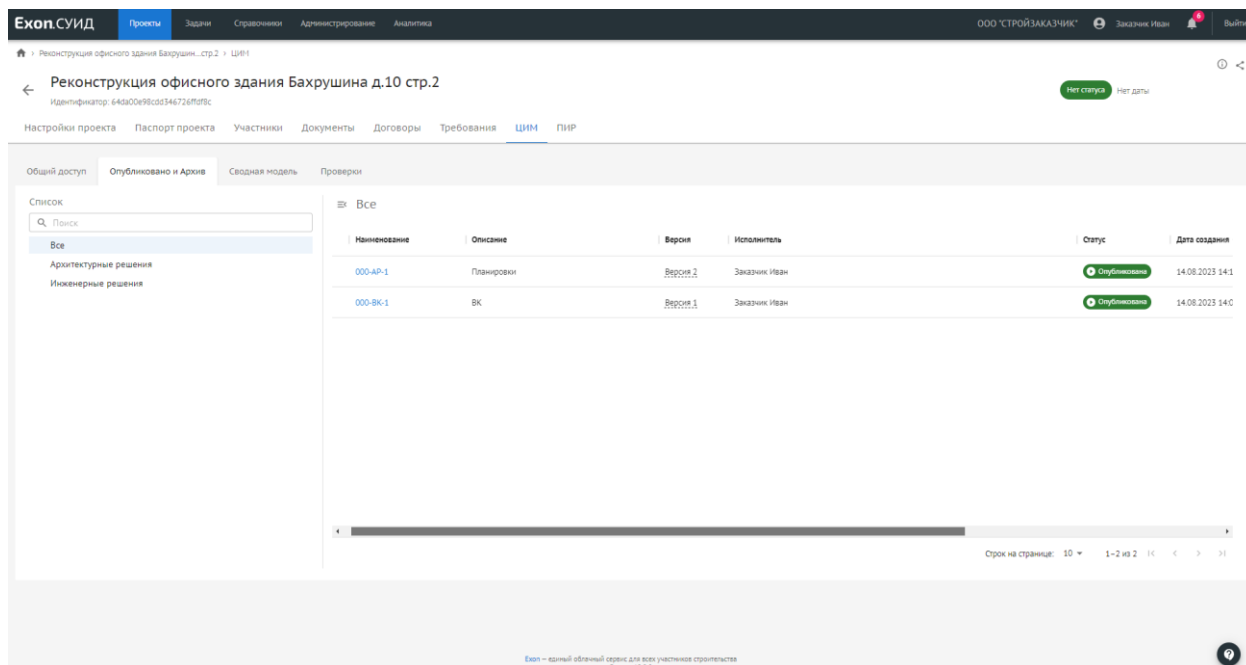 Exon.СУИД Проекты Задачи Справочники Администрирование Аналитика ООО "СТРОЙЗАКАЗЧИК" Заказчик Иван 6
Реконструкция офисного здания Бахрушин...стр.2 › ЦИМ
Реконструкция офисного здания Бахрушина д.10 стр.2
Нет статуса Нет даты
Идентификатор: 64da00e98cdd346726ffdf8c
Настройки проекта Паспорт проекта Участники Документы Договоры Требования ЦИМ ПИР
Общий доступ Опубликовано и Архив Сводная модель Проверки
Список
Поиск
Все
Архитектурные решения
Инженерные решения
Все
Наименование Описание Версия Исполнитель Статус Дата создания
000-АР-1 Планировки Версия 2 Заказчик Иван Опубликована 14.08.2023 14:1
000-ВК-1 ВК Версия 1 Заказчик Иван Опубликована 14.08.2023 14:0
Строк на странице: 10 1–2 из 2
Exon — единый облачный сервис для всех участников строительства